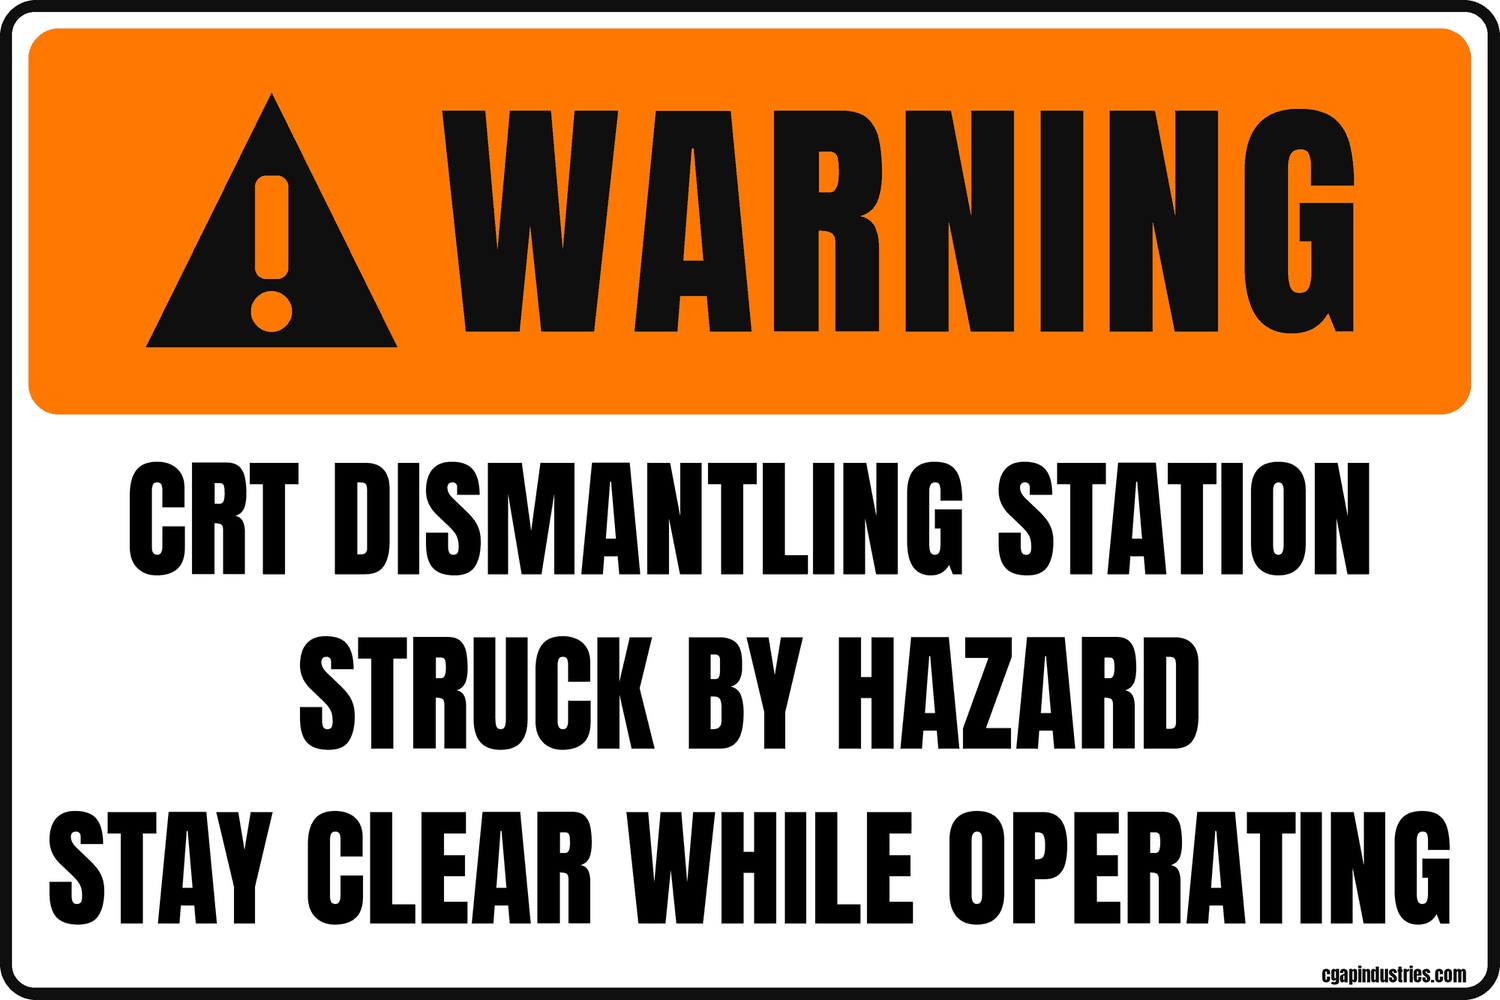 WARNING
CRT DISMANTLING STATION
STRUCK BY HAZARD
STAY CLEAR WHILE OPERATING
cgapindustries.com